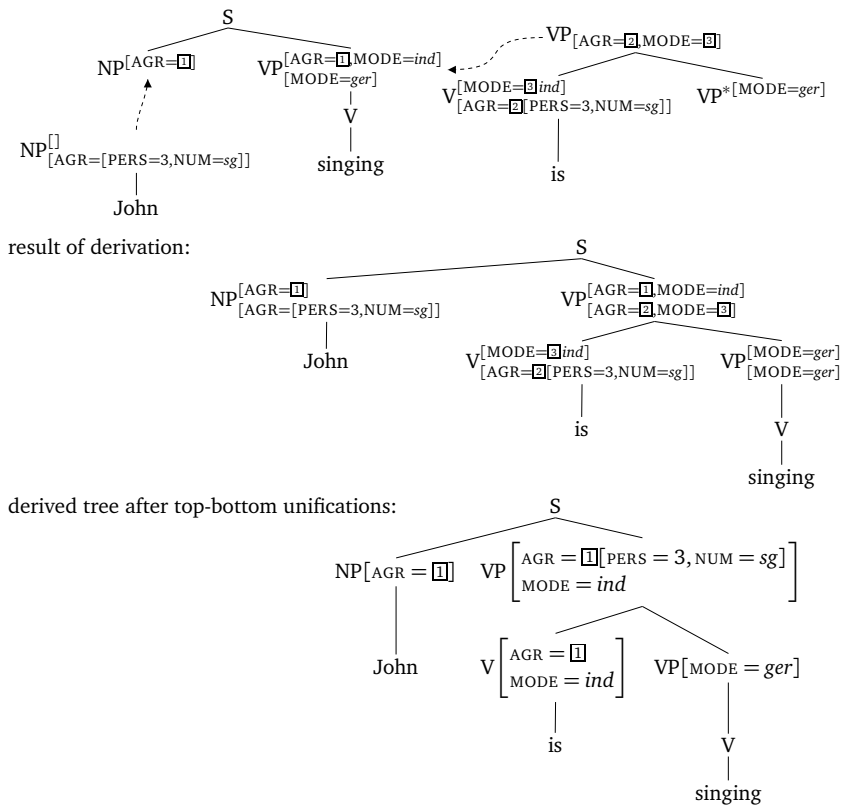 S
VP[AGR=2,MODE=3]
NP[AGR=1] VP[AGR=1,MODE=ind] [MODE=ger]
V[MODE=3ind] [AGR=2[PERS=3,NUM=sg]] VP*[MODE=ger]
V
NP[] [AGR=[PERS=3,NUM=sg]]
singing
is
John
result of derivation:
S
NP[AGR=1] [AGR=[PERS=3,NUM=sg]] VP[AGR=1,MODE=ind] [AGR=2,MODE=3]
John V[MODE=3ind] [AGR=2[PERS=3,NUM=sg]] VP[MODE=ger] [MODE=ger]
is V
singing
derived tree after top-bottom unifications:
S
NP[AGR = 1] VP[AGR = 1[PERS = 3, NUM = sg]
MODE = ind]
John V[AGR = 1
MODE = ind] VP[MODE = ger]
is V
singing